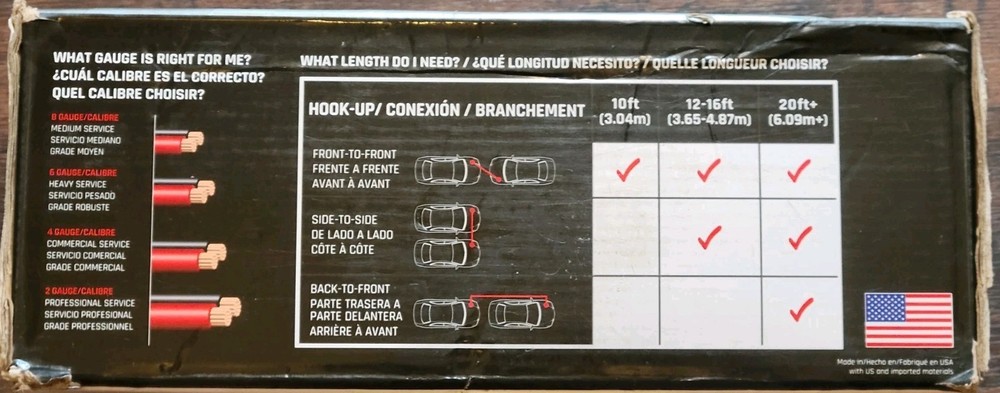 WHAT GAUGE IS RIGHT FOR ME?
¿CUÁL CALIBRE ES EL CORRECTO?
QUEL CALIBRE CHOISIR?
8 GAUGE/CALIBRE
MEDIUM SERVICE
SERVICIO MEDIANO
GRADE MOYEN
6 GAUGE/CALIBRE
HEAVY SERVICE
SERVICIO PESADO
GRADE ROBUSTE
4 GAUGE/CALIBRE
COMMERCIAL SERVICE
SERVICIO COMERCIAL
GRADE COMMERCIAL
2 GAUGE/CALIBRE
PROFESSIONAL SERVICE
SERVICIO PROFESIONAL
GRADE PROFESSIONNEL
WHAT LENGTH DO I NEED? / ¿QUÉ LONGITUD NECESITO? / QUELLE LONGUEUR CHOISIR?
HOOK-UP/ CONEXIÓN / BRANCHEMENT
10ft
(3.04m)
12-16ft
(3.65-4.87m)
20ft+
(6.09m+)
FRONT-TO-FRONT
FRENTE A FRENTE
AVANT À AVANT
SIDE-TO-SIDE
DE LADO A LADO
CÔTE À CÔTE
BACK-TO-FRONT
PARTE TRASERA A
PARTE DELANTERA
ARRIÈRE À AVANT
Made in/Hecho en/Fabriqué en USA
with US and imported materials